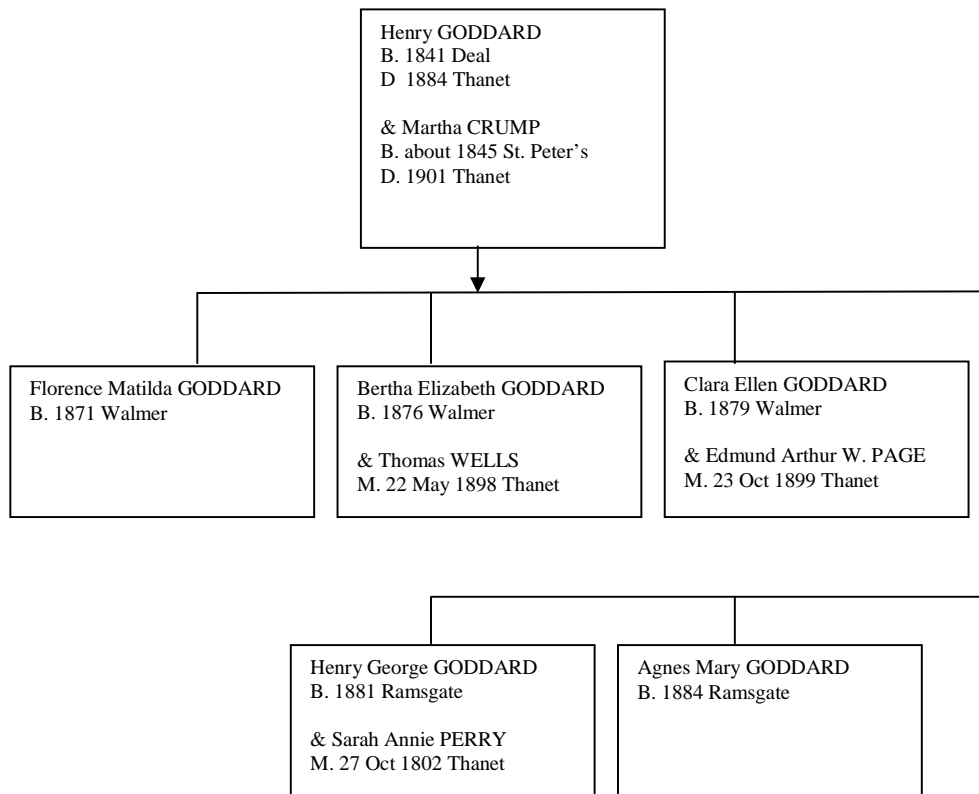 Henry GODDARD
B. 1841 Deal
D  1884 Thanet
& Martha CRUMP
B. about 1845 St. Peter’s
D. 1901 Thanet
Florence Matilda GODDARD
B. 1871 Walmer
Bertha Elizabeth GODDARD
B. 1876 Walmer
& Thomas WELLS
M. 22 May 1898 Thanet
Clara Ellen GODDARD
B. 1879 Walmer
& Edmund Arthur W. PAGE
M. 23 Oct 1899 Thanet
Henry George GODDARD
B. 1881 Ramsgate
& Sarah Annie PERRY
M. 27 Oct 1802 Thanet
Agnes Mary GODDARD
B. 1884 Ramsgate